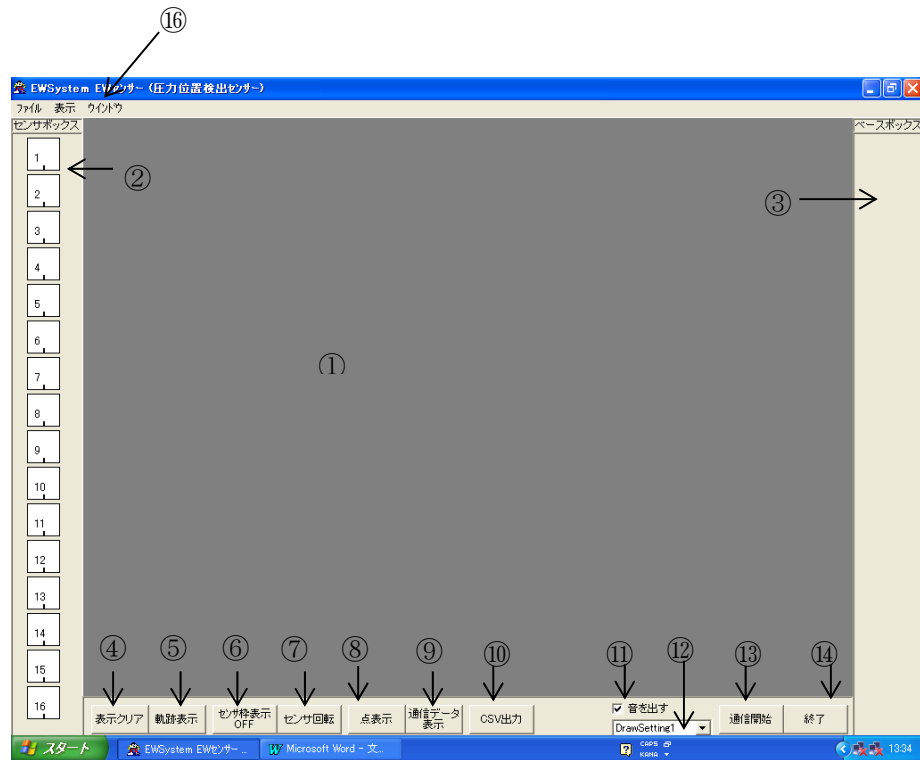 ⑯
EWSystem EWセンサー (圧力位置検出センサー)
ファイル 表示 ウインドウ
センサボックス
ベースボックス
1
②
2
③
3
4
5
6
①
7
8
9
10
11
12
13
14
15
16
④ ⑤ ⑥ ⑦ ⑧ ⑨ ⑩ ⑪ ⑫ ⑬ ⑭
表示クリア
軌跡表示
センサ枠表示
OFF
センサ回転
点表示
通信データ
表示
CSV出力
音を出す
DrawSetting1
通信開始
終了
スタート
EWSystem EWセンサー ...
Microsoft Word - 文...
CAPS
KANA
13:34